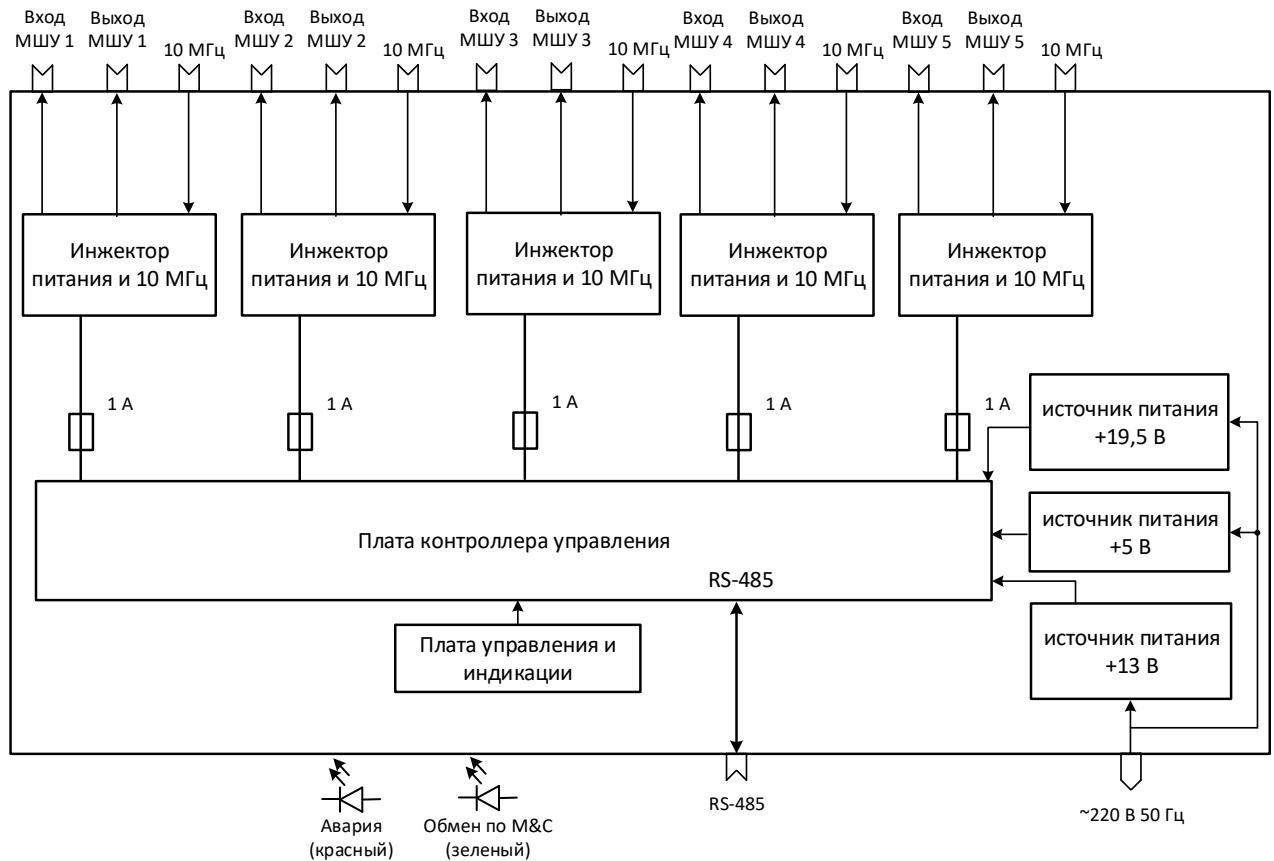 Вход
МШУ 1
Выход
МШУ 1
10 МГц
Вход
МШУ 2
Выход
МШУ 2
10 МГц
Вход
МШУ 3
Выход
МШУ 3
10 МГц
Вход
МШУ 4
Выход
МШУ 4
10 МГц
Вход
МШУ 5
Выход
МШУ 5
10 МГц
Инжектор
питания и 10 МГц
Инжектор
питания и 10 МГц
Инжектор
питания и 10 МГц
Инжектор
питания и 10 МГц
Инжектор
питания и 10 МГц
1 А
1 А
1 А
1 А
1 А
источник питания
+19,5 В
источник питания
+5 В
источник питания
+13 В
Плата контроллера управления
RS-485
Плата управления и
индикации
Авария
(красный)
Обмен по M&C
(зеленый)
RS-485
~220 В 50 Гц